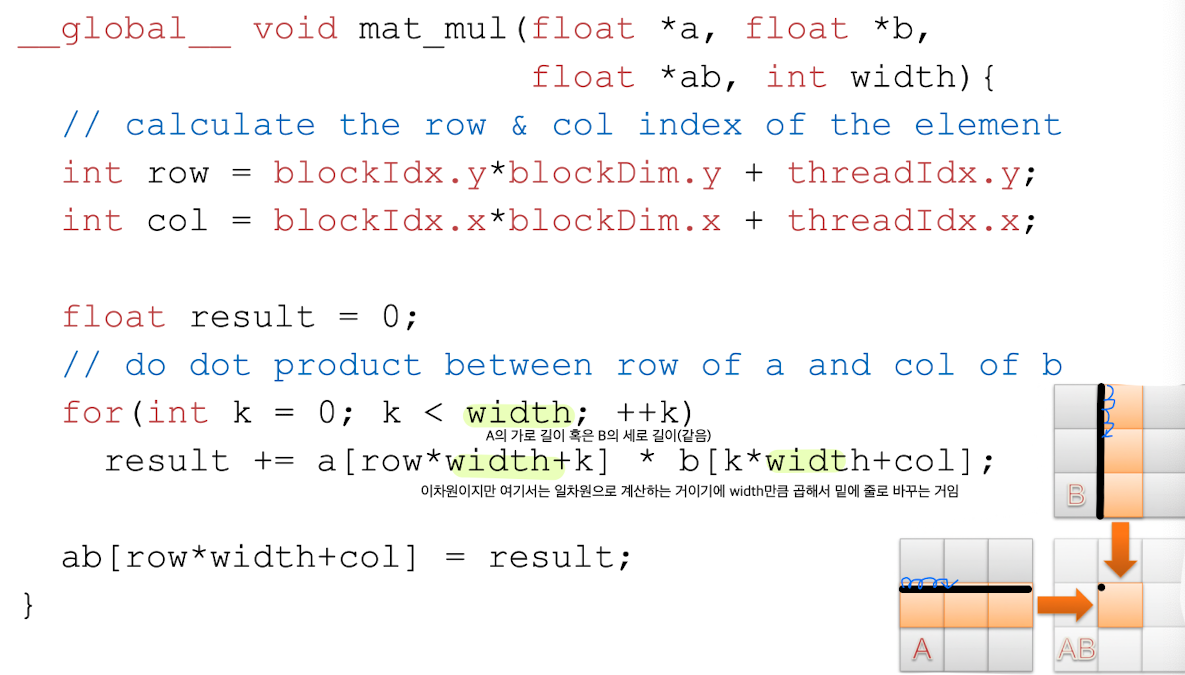 __global__ void mat_mul(float *a, float *b,
float *ab, int width){
// calculate the row & col index of the element
int row = blockIdx.y*blockDim.y + threadIdx.y;
int col = blockIdx.x*blockDim.x + threadIdx.x;
float result = 0;
// do dot product between row of a and col of b
for(int k = 0; k < width; ++k)
A의 가로 길이 혹은 B의 세로 길이(같음)
result += a[row*width+k] * b[k*width+col];
이차원이지만 여기서는 일차원으로 계산하는 거이기에 width만큼 곱해서 밑에 줄로 바꾸는 거임
ab[row*width+col] = result;
}
B
A
AB